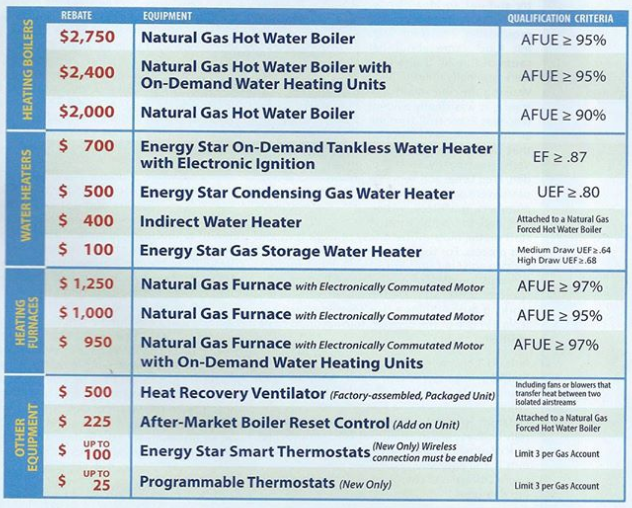 REBATE EQUIPMENT QUALIFICATION CRITERIA
HEATING BOILERS
$2,750 Natural Gas Hot Water Boiler AFUE ≥ 95%
$2,400 Natural Gas Hot Water Boiler with
On-Demand Water Heating Units AFUE ≥ 95%
$2,000 Natural Gas Hot Water Boiler AFUE ≥ 90%
WATER HEATERS
$ 700 Energy Star On-Demand Tankless Water Heater
with Electronic Ignition EF ≥ .87
$ 500 Energy Star Condensing Gas Water Heater UEF ≥ .80
$ 400 Indirect Water Heater Attached to a Natural Gas
Forced Hot Water Boiler
$ 100 Energy Star Gas Storage Water Heater Medium Draw UEF ≥ .64
High Draw UEF ≥ .68
HEATING
FURNACES
$ 1,250 Natural Gas Furnace with Electronically Commutated Motor AFUE ≥ 97%
$ 1,000 Natural Gas Furnace with Electronically Commutated Motor AFUE ≥ 95%
$ 950 Natural Gas Furnace with Electronically Commutated Motor
with On-Demand Water Heating Units AFUE ≥ 97%
OTHER
EQUIPMENT
$ 500 Heat Recovery Ventilator (Factory-assembled, Packaged Unit) Including fans or blowers that
transfer heat between two
isolated airstreams
$ 225 After-Market Boiler Reset Control (Add on Unit) Attached to a Natural Gas
Forced Hot Water Boiler
$ UP TO 100 Energy Star Smart Thermostats (New Only) Wireless
connection must be enabled Limit 3 per Gas Account
$ UP TO 25 Programmable Thermostats (New Only) Limit 3 per Gas Account